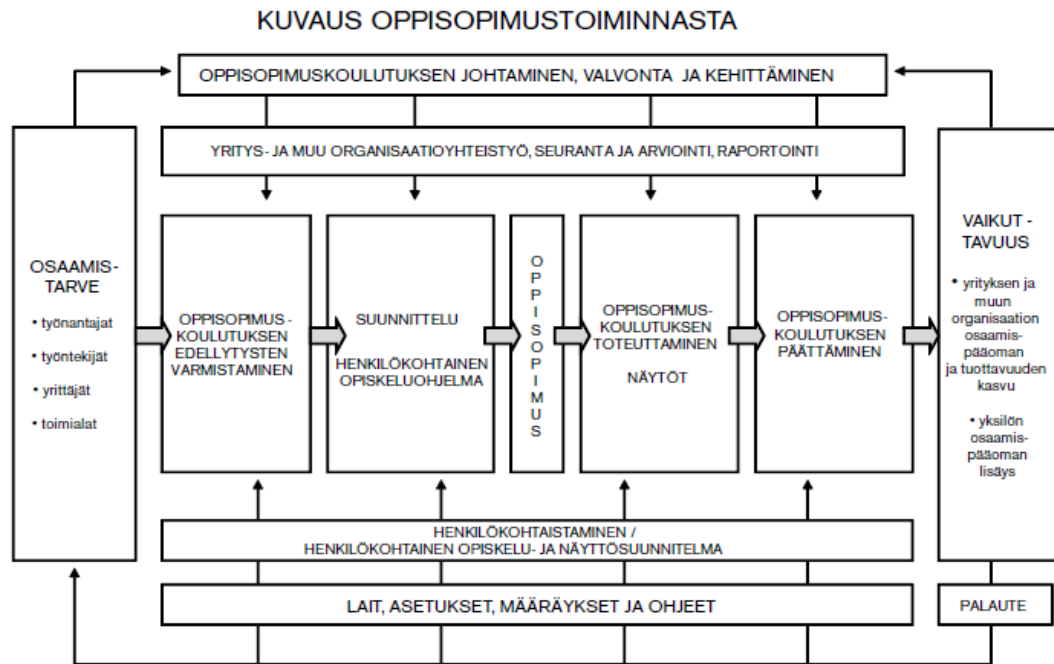 KUVAUS OPPISOPIMUSTOIMINNASTA
OPPISOPIMUSKOULUTUKSEN JOHTAMINEN, VALVONTA JA KEHITTÄMINEN
YRITYS- JA MUU ORGANISAATIOYHTEISTYÖ, SEURANTA JA ARVIOINTI, RAPORTOINTI
OSAAMIS-
TARVE
• työnantajat
• työntekijät
• yrittäjät
• toimialat
OPPISOPIMUS -
KOULUTUKSEN
EDELLYTYSTEN
VARMISTAMINEN
SUUNNITTELU
HENKILÖKOHTAINEN
OPISKELUOHJELMA
O
P
P
I
S
O
P
I
M
U
S
OPPISOPIMUS-
KOULUTUKSEN
TOTEUTTAMINEN
NÄYTÖT
OPPISOPIMUS-
KOULUTUKSEN
PÄÄTTÄMINEN
VAIKUT -
TAVUUS
• yrityksen ja
muun
organisaation
osaamis-
pääoman
ja tuottavuuden
kasvu
• yksilön
osaamis-
pääoman
lisäys
HENKILÖKOHTAISTAMINEN /
HENKILÖKOHTAINEN OPISKELU- JA NÄYTTÖSUUNNITELMA
LAIT, ASETUKSET, MÄÄRÄYKSET JA OHJEET
PALAUTE